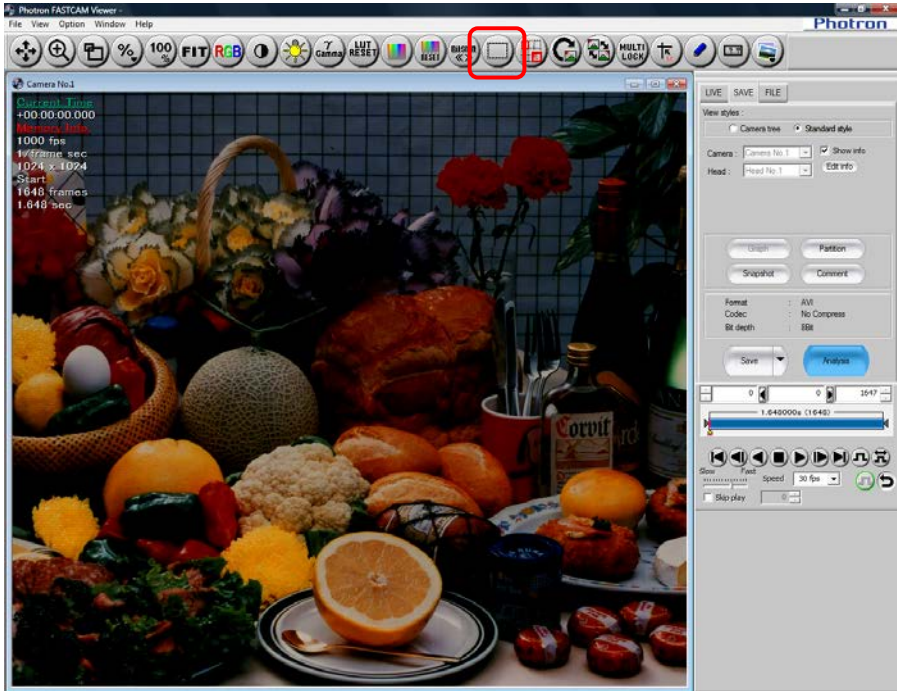 Photron FASTCAM Viewer -
File View Option Window Help
Photron
% 100 % FIT RGB γ Gamma LUT RESET RESET MULTI LOCK
Camera No.1
LIVE SAVE FILE
Current Time
+00:00:00.000
Memory Info.
1000 fps
1/frame sec
1024 x 1024
Start
1648 frames
1.648 sec
View styles :
Camera tree Standard style
Camera : Camera No.1 Show info
Head : Head No.1 Edit info
Graph Partition
Snapshot Comment
Format : AVI
Codec : No Compress
Bit depth : 8Bit
Save Analysis
0 0 1647
1.648000s (1648)
Slow Fast Speed 30 fps
Skip play 0
Corvit